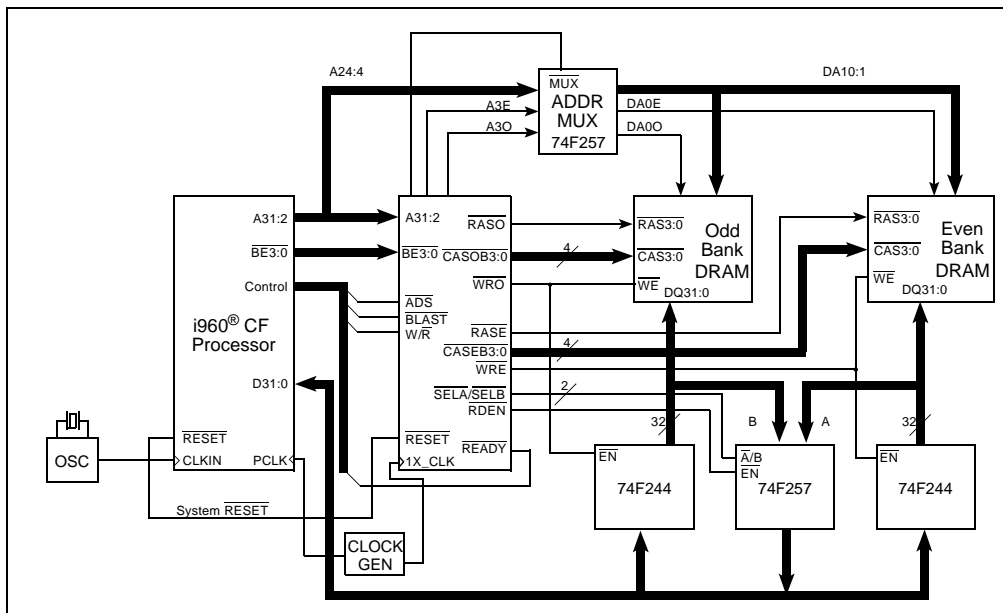 A24:4
DA10:1
MUX
ADDR
MUX
74F257
A3E
A3O
DA0E
DA0O
i960® CF
Processor
A31:2
BE3:0
Control
D31:0
RESET
CLKIN
PCLK
OSC
System RESET
CLOCK
GEN
A31:2
BE3:0
ADS
BLAST
W/R
RESET
1X_CLK
RASO
CASOB3:0
WRO
RASE
CASEB3:0
WRE
SELA/SELB
RDEN
READY
4
4
2
RAS3:0
CAS3:0
WE
DQ31:0
Odd
Bank
DRAM
RAS3:0
CAS3:0
WE
DQ31:0
Even
Bank
DRAM
32
B
A
32
EN
74F244
A/B
EN
74F257
EN
74F244